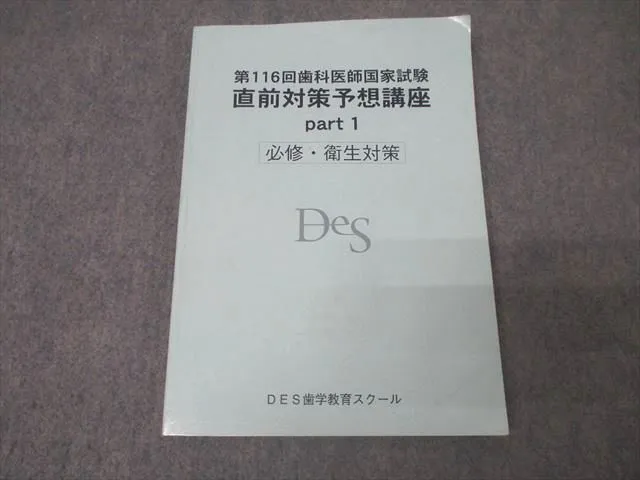 第116回歯科医師国家試験
直前対策予想講座
part 1
必修・衛生対策
DeS
DES歯学教育スクール